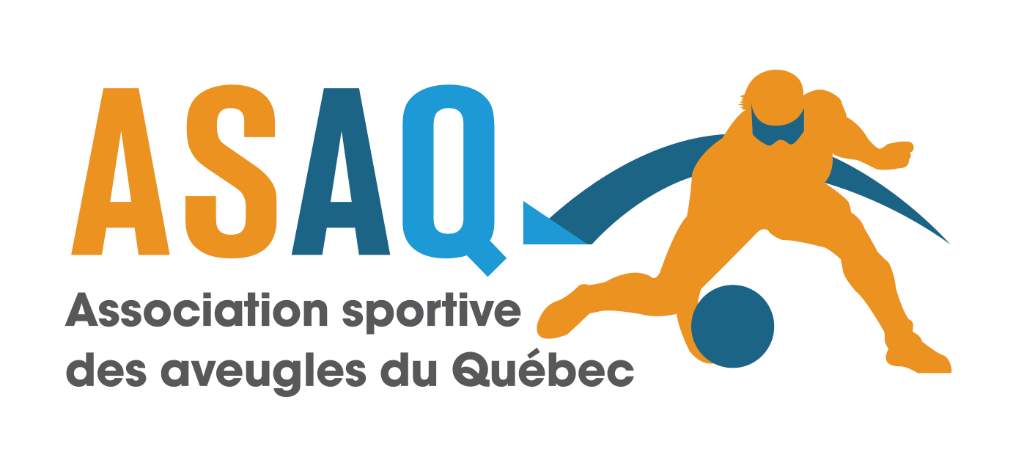 ASAQ
Association sportive
des aveugles du Québec